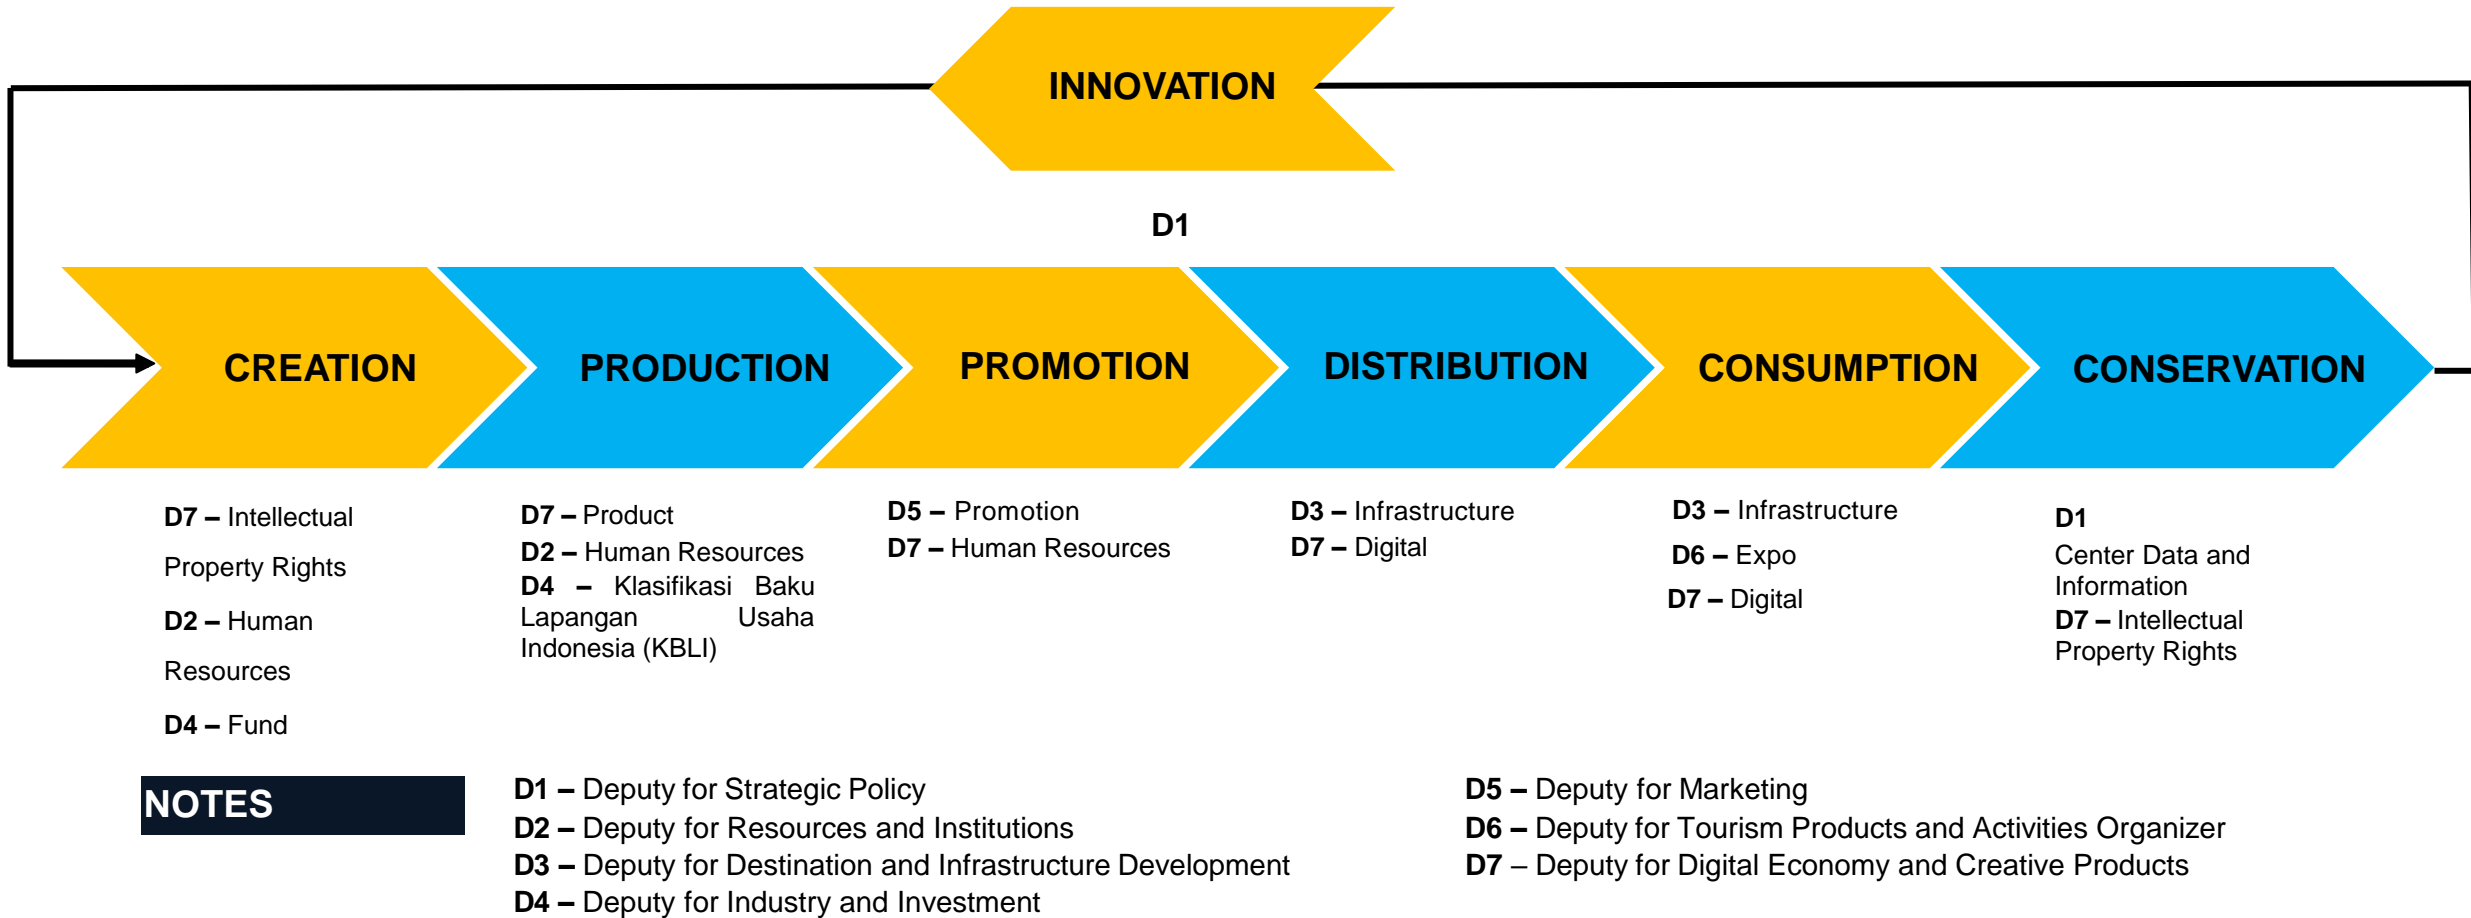 INNOVATION
D1
CREATION
PRODUCTION
PROMOTION
DISTRIBUTION
CONSUMPTION
CONSERVATION
D7 – Intellectual
Property Rights
D2 – Human
Resources
D4 – Fund
D7 – Product
D2 – Human Resources
D4 – Klasifikasi Baku
Lapangan Usaha
Indonesia (KBLI)
D5 – Promotion
D7 – Human Resources
D3 – Infrastructure
D7 – Digital
D3 – Infrastructure
D6 – Expo
D7 – Digital
D1
Center Data and
Information
D7 – Intellectual
Property Rights
NOTES
D1 – Deputy for Strategic Policy
D2 – Deputy for Resources and Institutions
D3 – Deputy for Destination and Infrastructure Development
D4 – Deputy for Industry and Investment
D5 – Deputy for Marketing
D6 – Deputy for Tourism Products and Activities Organizer
D7 – Deputy for Digital Economy and Creative Products